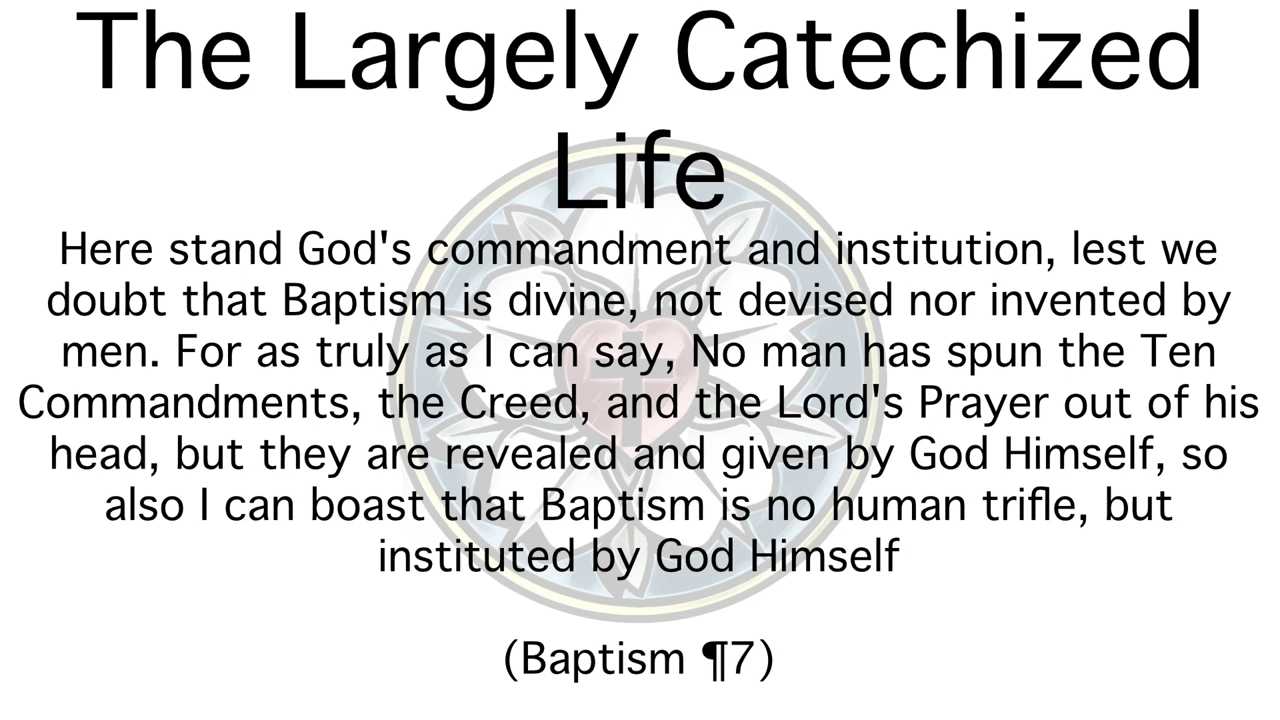 The Largely Catechized
Life
Here stand God's commandment and institution, lest we
doubt that Baptism is divine, not devised nor invented by
men. For as truly as I can say, No man has spun the Ten
Commandments, the Creed, and the Lord's Prayer out of his
head, but they are revealed and given by God Himself, so
also I can boast that Baptism is no human trifle, but
instituted by God Himself
(Baptism ¶7)